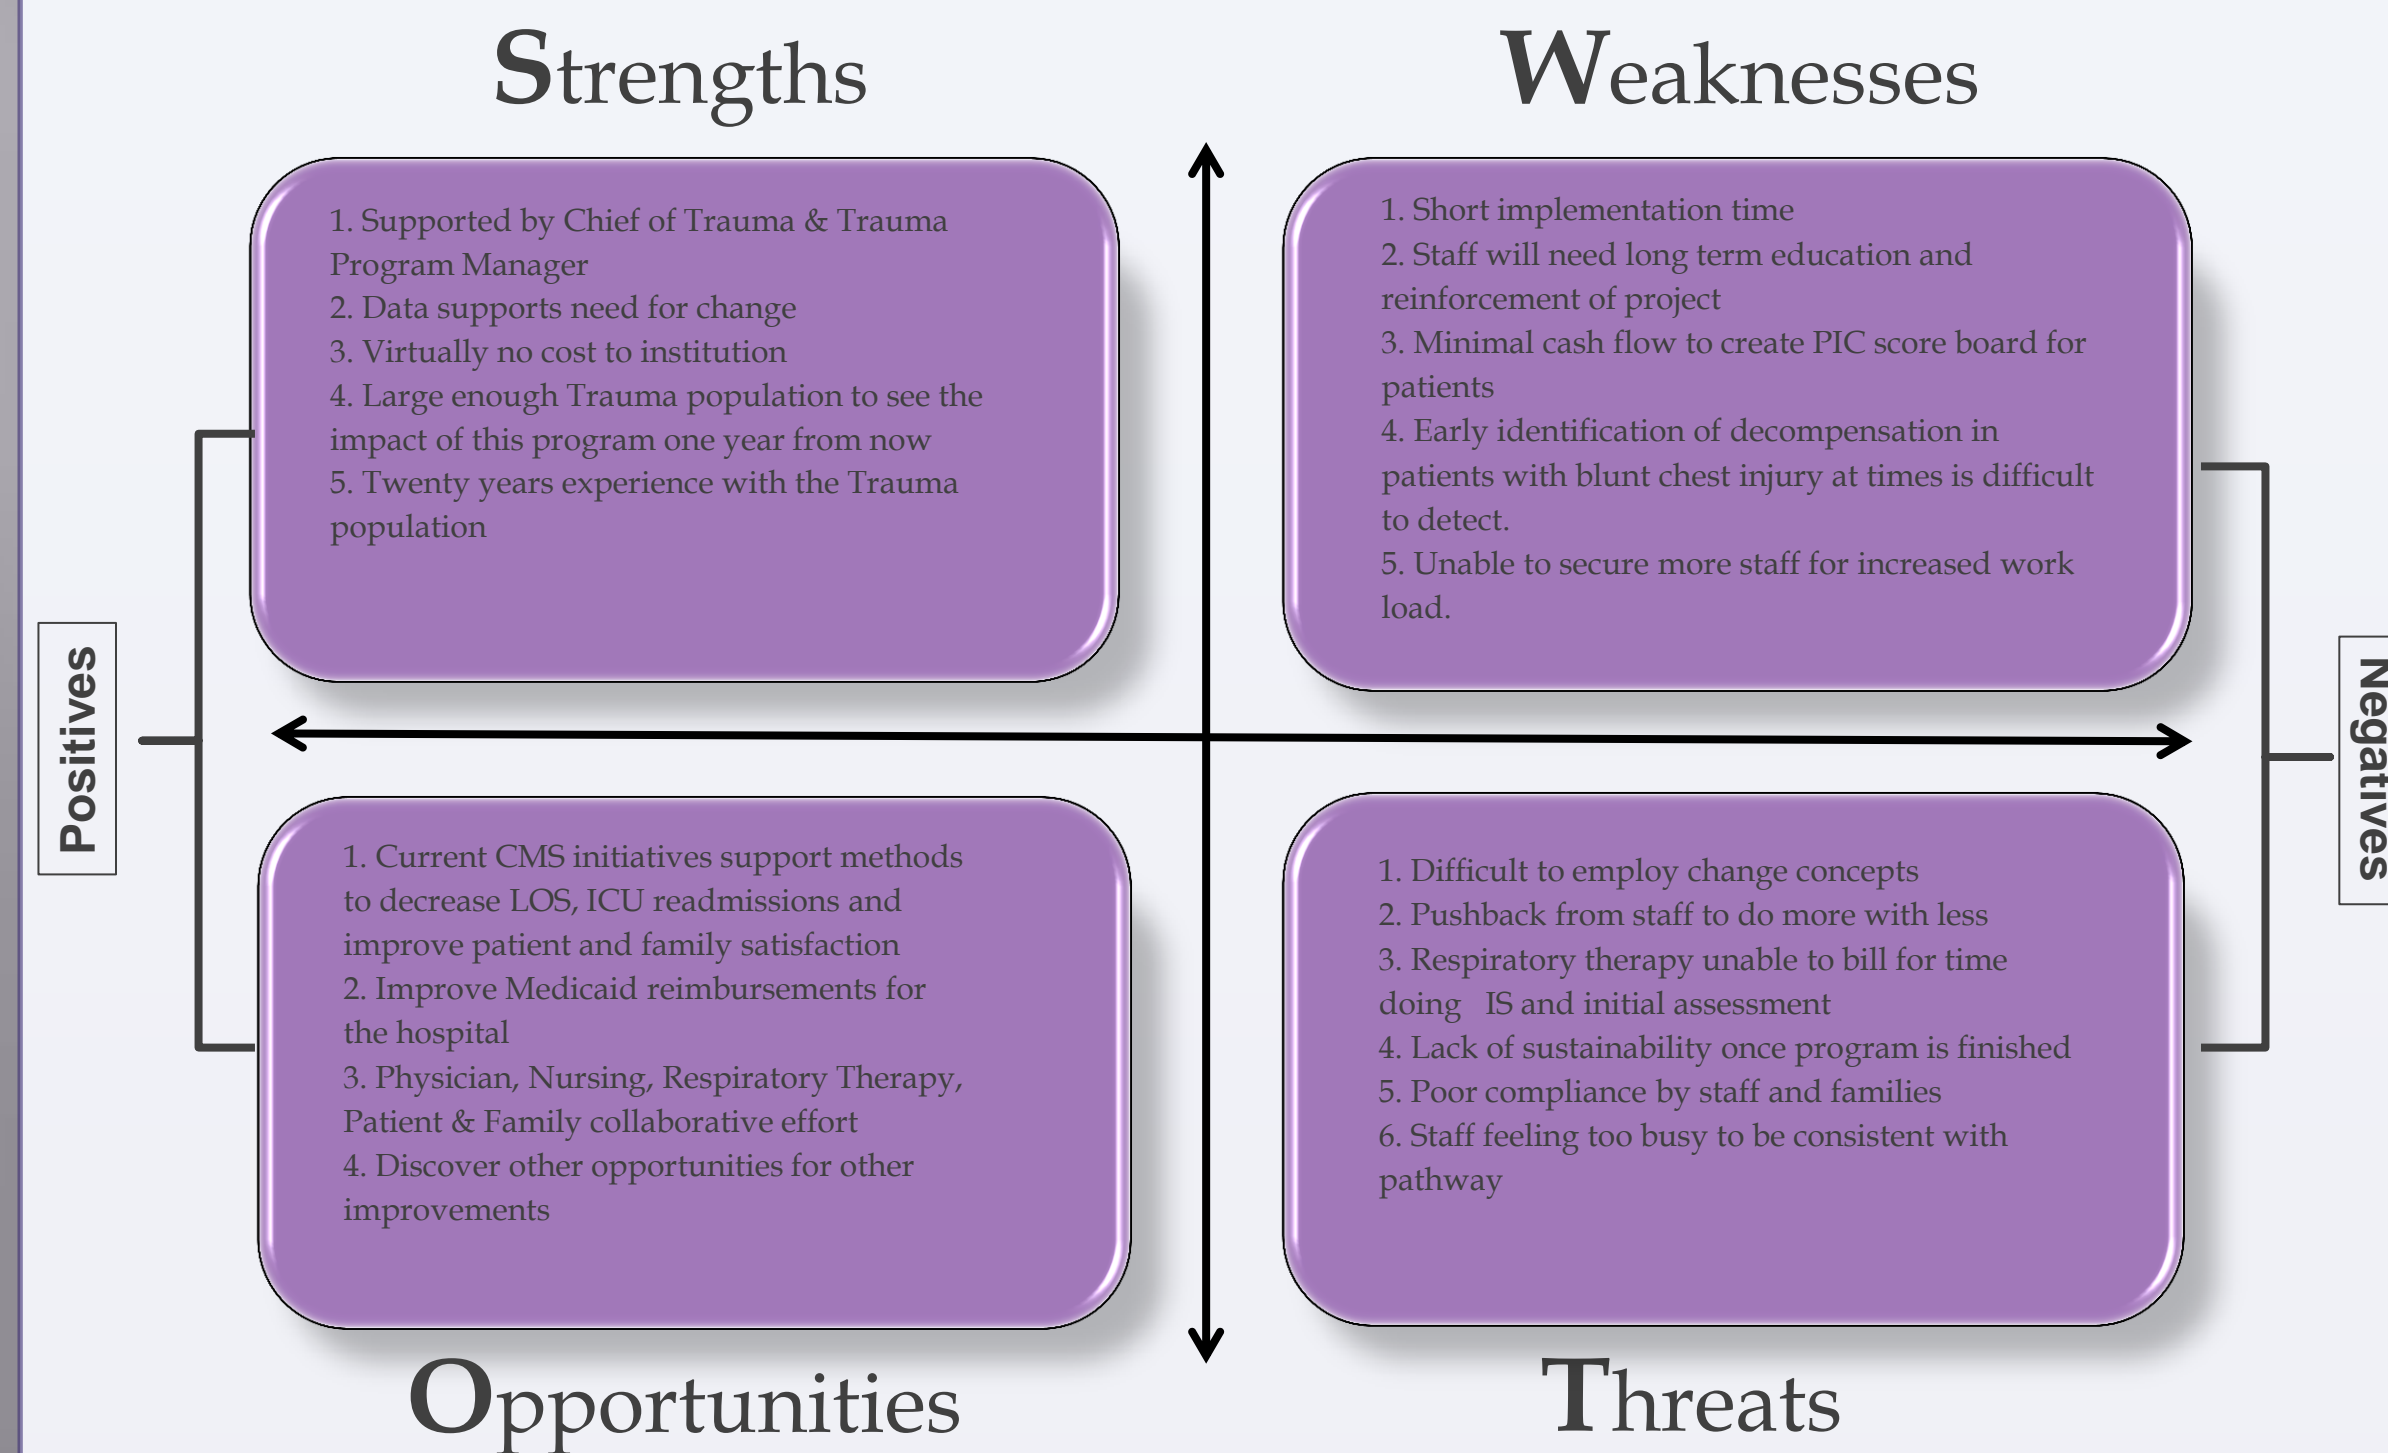 Strengths
Weaknesses
1. Supported by Chief of Trauma & Trauma
Program Manager
2. Data supports need for change
3. Virtually no cost to institution
4. Large enough Trauma population to see the
impact of this program one year from now
5. Twenty years experience with the Trauma
population
1. Short implementation time
2. Staff will need long term education and
reinforcement of project
3. Minimal cash flow to create PIC score board for
patients
4. Early identification of decompensation in
patients with blunt chest injury at times is difficult
to detect.
5. Unable to secure more staff for increased work
load.
Positives
Negatives
1. Current CMS initiatives support methods
to decrease LOS, ICU readmissions and
improve patient and family satisfaction
2. Improve Medicaid reimbursements for
the hospital
3. Physician, Nursing, Respiratory Therapy,
Patient & Family collaborative effort
4. Discover other opportunities for other
improvements
1. Difficult to employ change concepts
2. Pushback from staff to do more with less
3. Respiratory therapy unable to bill for time
doing   IS and initial assessment
4. Lack of sustainability once program is finished
5. Poor compliance by staff and families
6. Staff feeling too busy to be consistent with
pathway
Opportunities
Threats